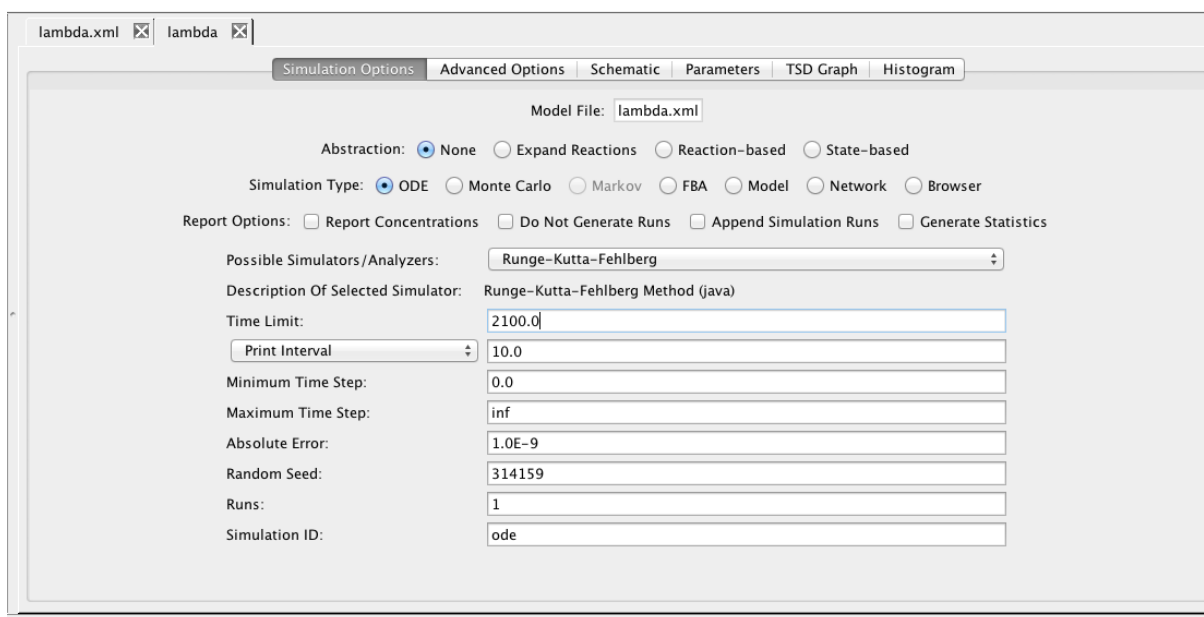 lambda.xml lambda
Simulation Options Advanced Options Schematic Parameters TSD Graph Histogram
Model File: lambda.xml
Abstraction: None Expand Reactions Reaction-based State-based
Simulation Type: ODE Monte Carlo Markov FBA Model Network Browser
Report Options: Report Concentrations Do Not Generate Runs Append Simulation Runs Generate Statistics
Possible Simulators/Analyzers: Runge-Kutta-Fehlberg
Description Of Selected Simulator: Runge-Kutta-Fehlberg Method (java)
Time Limit: 2100.0
Print Interval 10.0
Minimum Time Step: 0.0
Maximum Time Step: inf
Absolute Error: 1.0E-9
Random Seed: 314159
Runs: 1
Simulation ID: ode